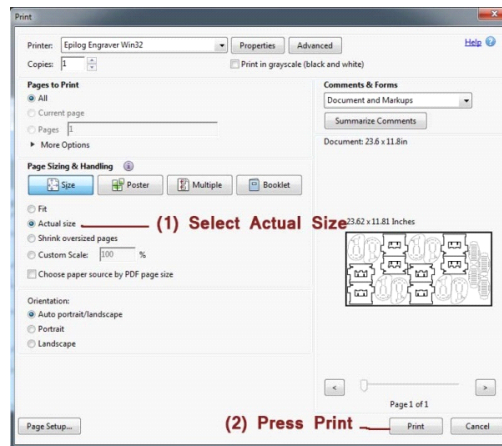 Print
Printer: Epilog Engraver Win32 Properties Advanced Help
Copies: 1 Print in grayscale (black and white)
Pages to Print
All
Current page
Pages 1
More Options
Page Sizing & Handling
Size Poster Multiple Booklet
Fit
Actual size
(1) Select Actual Size
Shrink oversized pages
Custom Scale: 100 %
Choose paper source by PDF page size
Orientation:
Auto portrait/landscape
Portrait
Landscape
Comments & Forms
Document and Markups
Summarize Comments
Document: 23.6 x 11.8in
23.62 x 11.81 Inches
< >
Page 1 of 1
(2) Press Print
Page Setup... Print Cancel